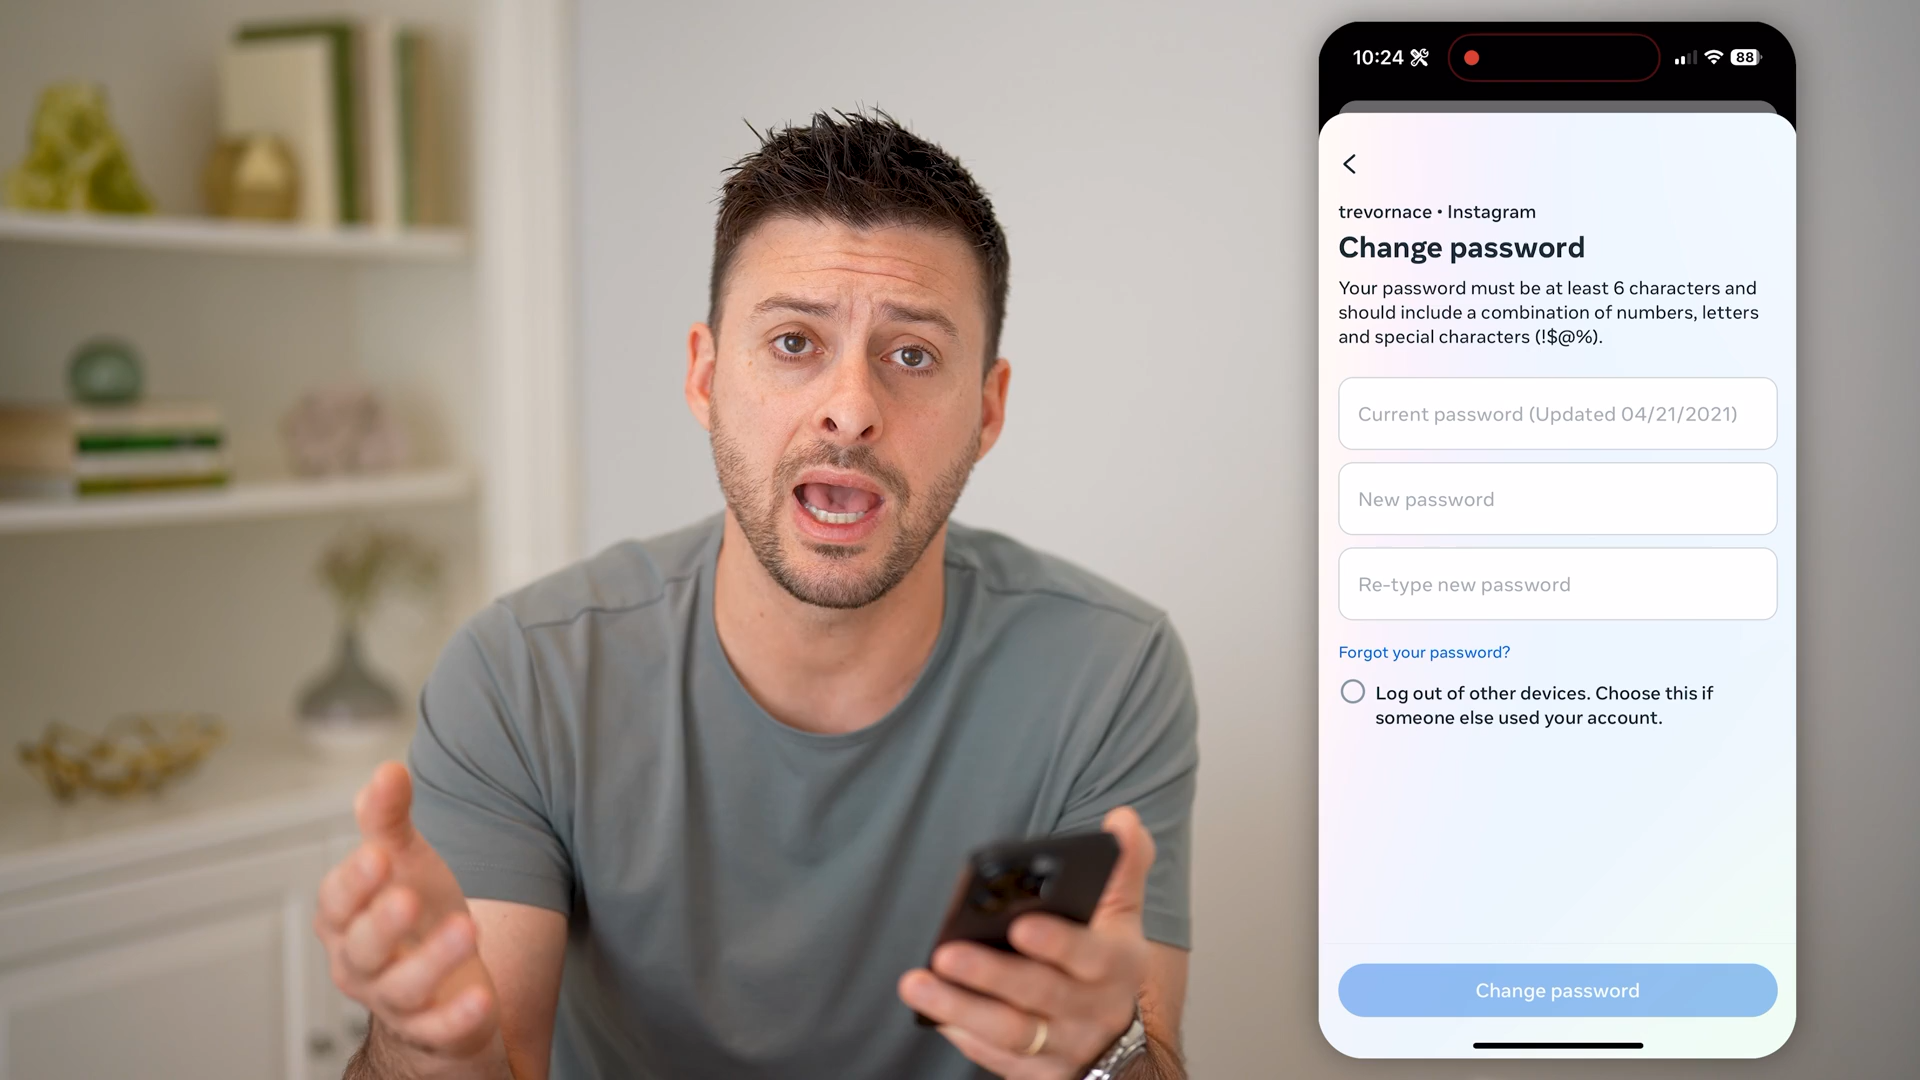 10:24
88
trevornace • Instagram
Change password
Your password must be at least 6 characters and
should include a combination of numbers, letters
and special characters (!$@%).
Current password (Updated 04/21/2021)
New password
Re-type new password
Forgot your password?
Log out of other devices. Choose this if
someone else used your account.
Change password